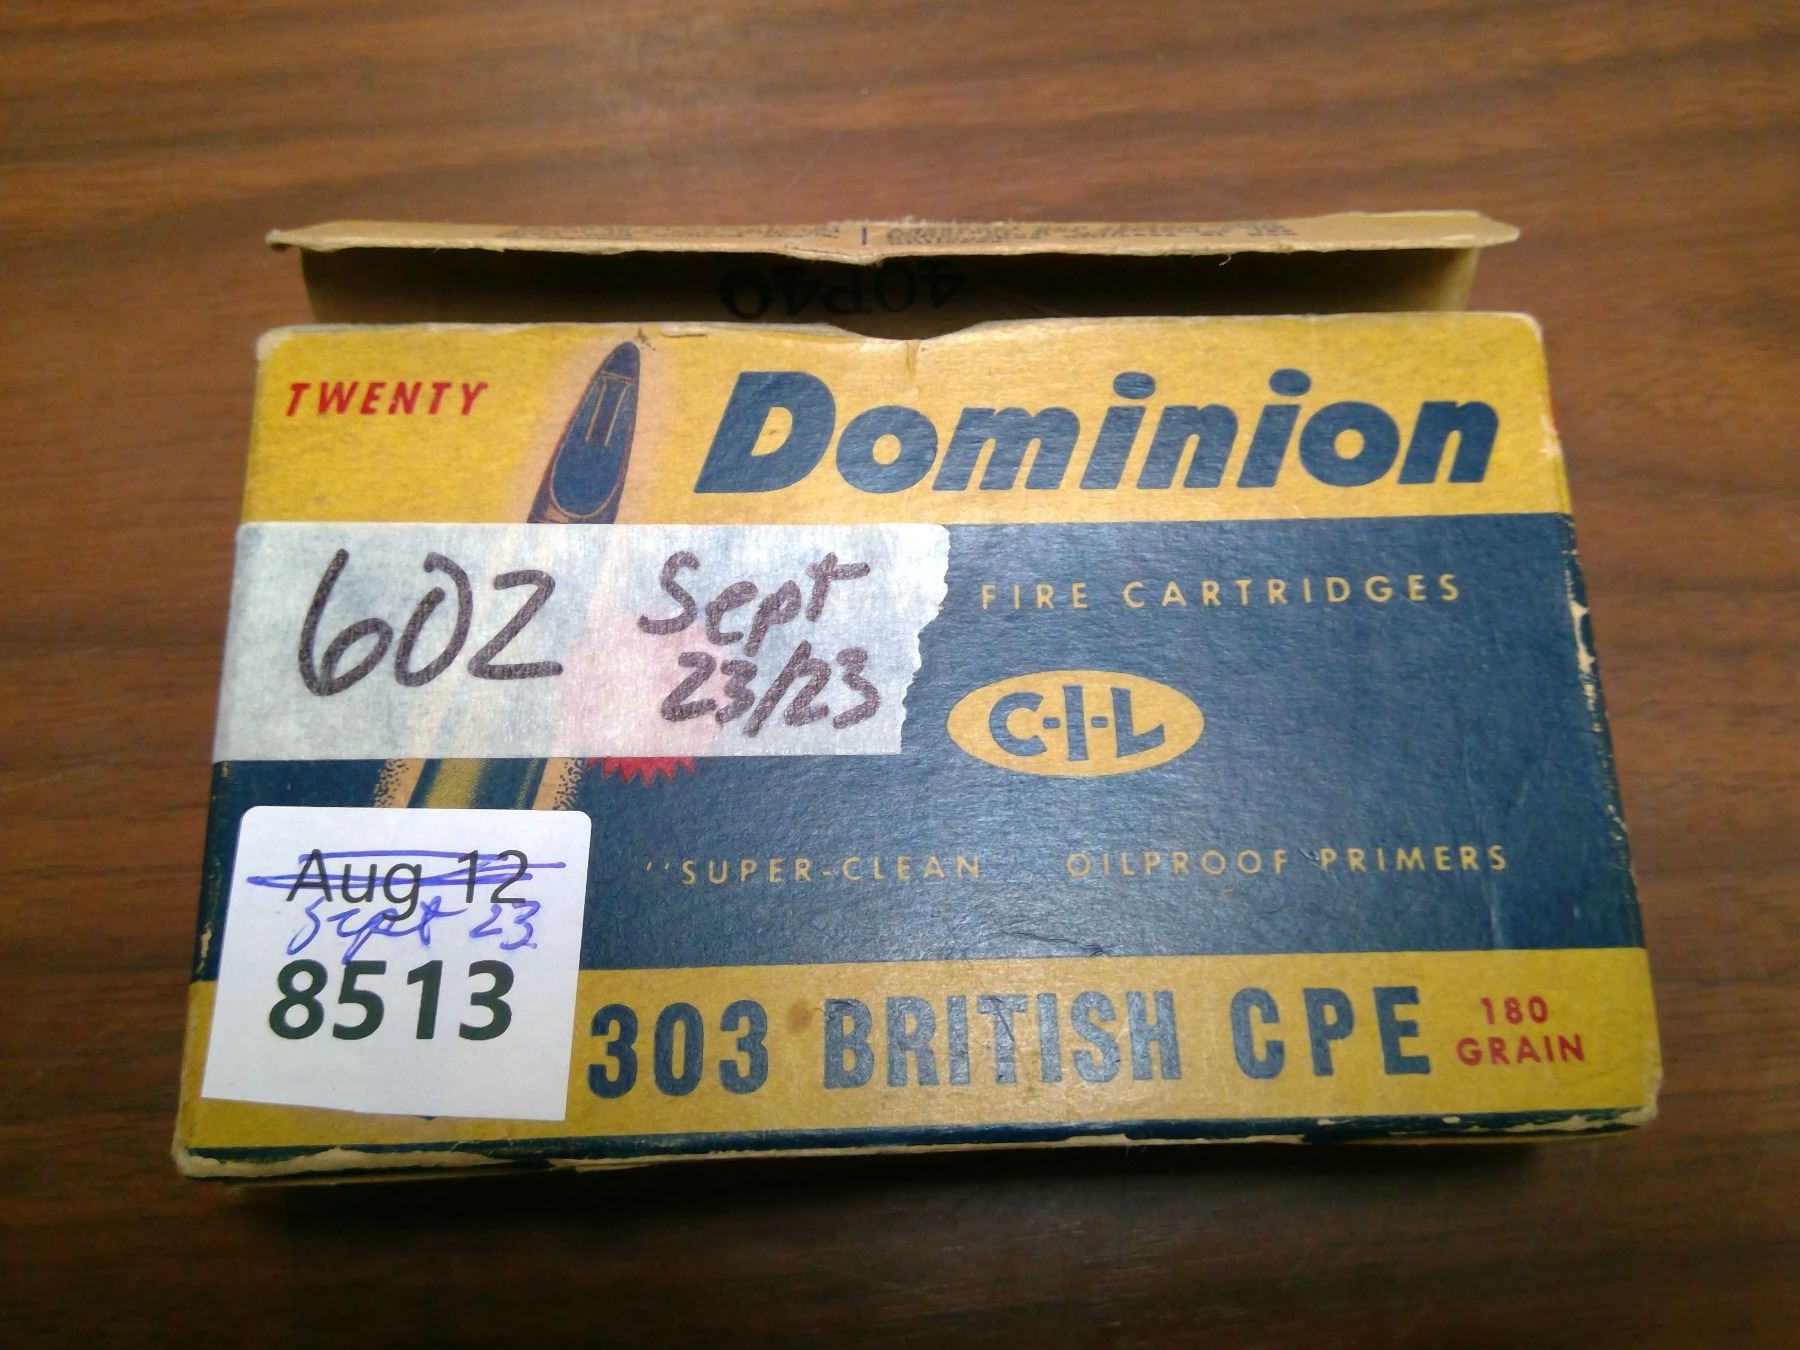 40P40
TWENTY
Dominion
602 Sept
23/23
FIRE CARTRIDGES
C-I-L
"SUPER-CLEAN", OILPROOF PRIMERS
Aug 12
Sept 23
8513
303 BRITISH CPE
180
GRAIN